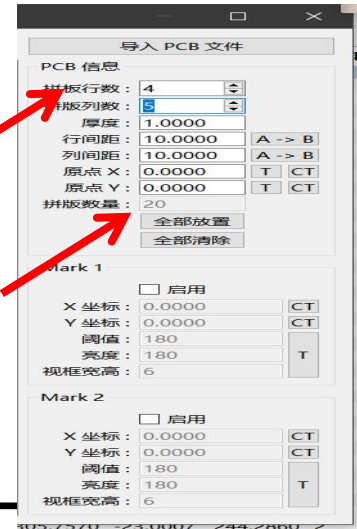 导入 PCB 文件
PCB 信息
拼板行数： 4
拼版列数： 5
厚度： 1.0000
行间距： 10.0000 A -> B
列间距： 10.0000 A -> B
原点 X： 0.0000 T CT
原点 Y： 0.0000 T CT
拼版数量： 20
全部放置
全部清除
Mark 1
启用
X 坐标： 0.0000 CT
Y 坐标： 0.0000 CT
阈值： 180
亮度： 180 T
视框宽高： 6
Mark 2
启用
X 坐标： 0.0000 CT
Y 坐标： 0.0000 CT
阈值： 180
亮度： 180 T
视框宽高： 6